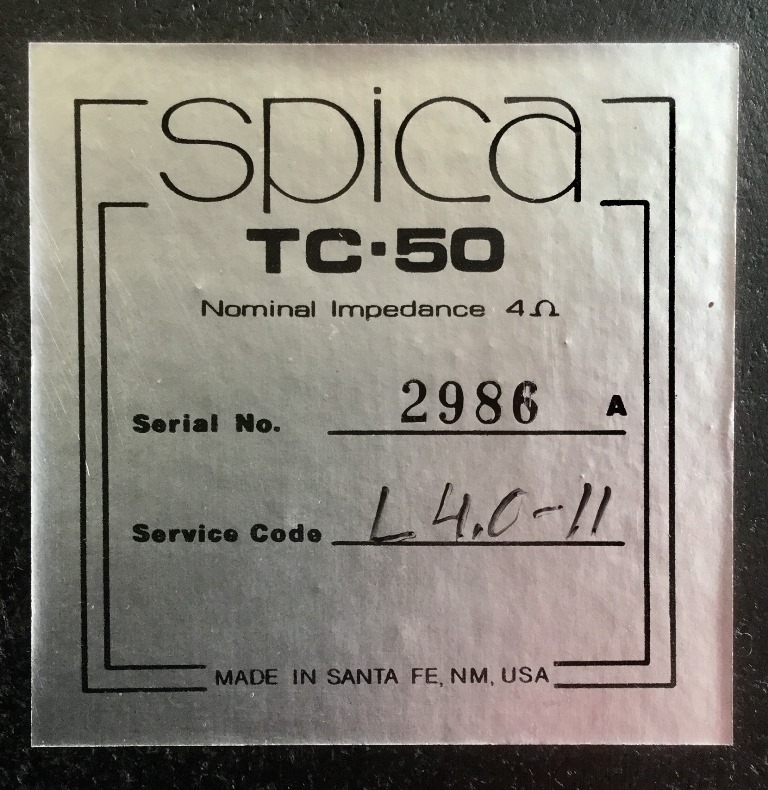 spica
TC·50
Nominal Impedance 4Ω
Serial No. 2986 A
Service Code L4.0-11
MADE IN SANTA FE, NM, USA